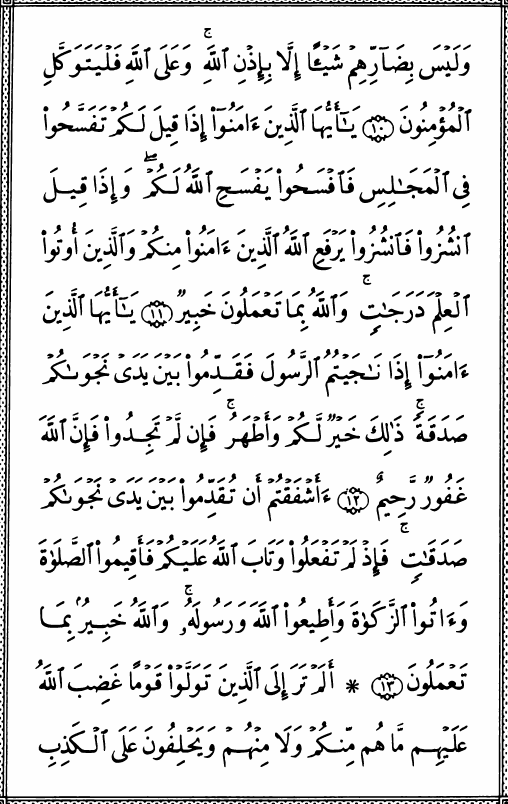 وَلَيْسَ بِضَآرِّهِمْ شَيْـًٔا إِلَّا بِإِذْنِ ٱللَّهِ ۚ وَعَلَى ٱللَّهِ فَلْيَتَوَكَّلِ
ٱلْمُؤْمِنُونَ ١٠ يَـٰٓأَيُّهَا ٱلَّذِينَ ءَامَنُوٓا۟ إِذَا قِيلَ لَكُمْ تَفَسَّحُوا۟
فِى ٱلْمَجَـٰلِسِ فَٱفْسَحُوا۟ يَفْسَحِ ٱللَّهُ لَكُمْ ۖ وَإِذَا قِيلَ
ٱنشُزُوا۟ فَٱنشُزُوا۟ يَرْفَعِ ٱللَّهُ ٱلَّذِينَ ءَامَنُوا۟ مِنكُمْ وَٱلَّذِينَ أُوتُوا۟
ٱلْعِلْمَ دَرَجَـٰتٍ ۚ وَٱللَّهُ بِمَا تَعْمَلُونَ خَبِيرٌ ١١ يَـٰٓأَيُّهَا ٱلَّذِينَ
ءَامَنُوٓا۟ إِذَا نَـٰجَيْتُمُ ٱلرَّسُولَ فَقَدِّمُوا۟ بَيْنَ يَدَىْ نَجْوَىٰكُمْ
صَدَقَةً ۚ ذَٰلِكَ خَيْرٌ لَّكُمْ وَأَطْهَرُ ۚ فَإِن لَّمْ تَجِدُوا۟ فَإِنَّ ٱللَّهَ
غَفُورٌ رَّحِيمٌ ١٢ ءَأَشْفَقْتُمْ أَن تُقَدِّمُوا۟ بَيْنَ يَدَىْ نَجْوَىٰكُمْ
صَدَقَـٰتٍ ۚ فَإِذْ لَمْ تَفْعَلُوا۟ وَتَابَ ٱللَّهُ عَلَيْكُمْ فَأَقِيمُوا۟ ٱلصَّلَوٰةَ
وَءَاتُوا۟ ٱلزَّكَوٰةَ وَأَطِيعُوا۟ ٱللَّهَ وَرَسُولَهُۥ ۚ وَٱللَّهُ خَبِيرٌۢ بِمَا
تَعْمَلُونَ ١٣ * أَلَمْ تَرَ إِلَى ٱلَّذِينَ تَوَلَّوْا۟ قَوْمًا غَضِبَ ٱللَّهُ
عَلَيْهِم مَّا هُم مِّنكُمْ وَلَا مِنْهُمْ وَيَحْلِفُونَ عَلَى ٱلْكَذِبِ